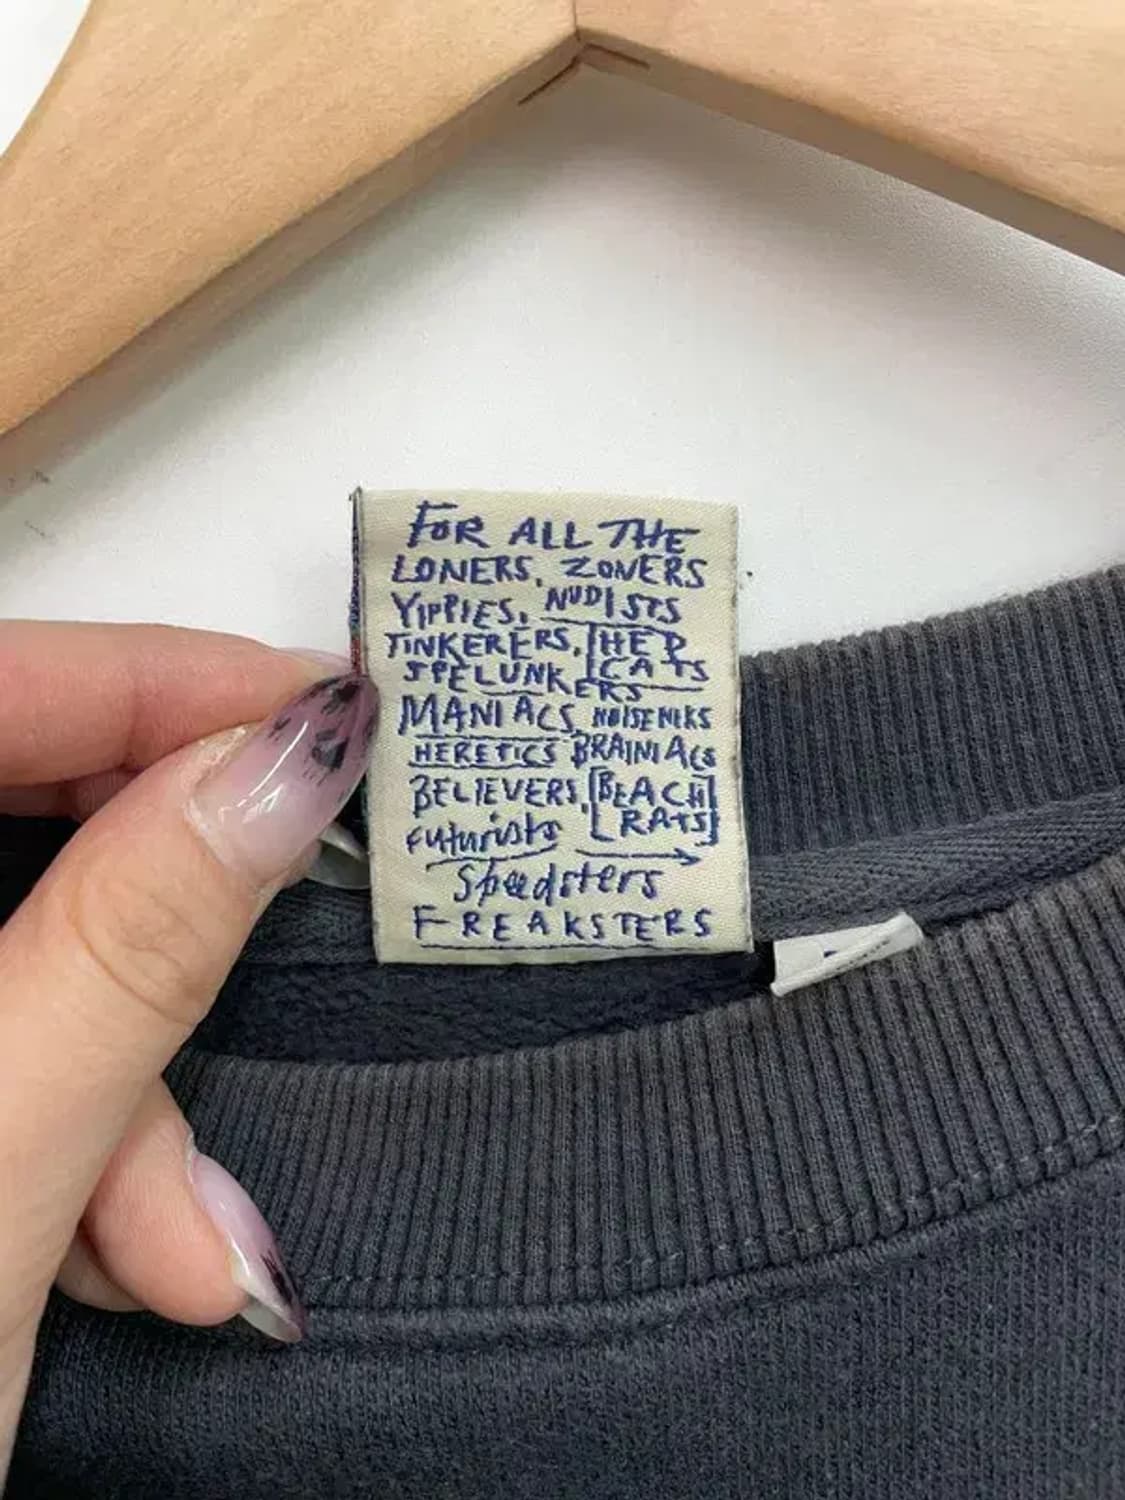 FOR ALL THE
LONERS, ZONERS
YIPPIES, NUDISTS
TINKERERS, [HEP
CATS
SPELUNKERS
MANIACS, NOISENIKS
HERETICS BRAINIACS
BELIEVERS, [BEACH]
[RATS]
FUTURISTS →
Speedsters
FREAKSTERS